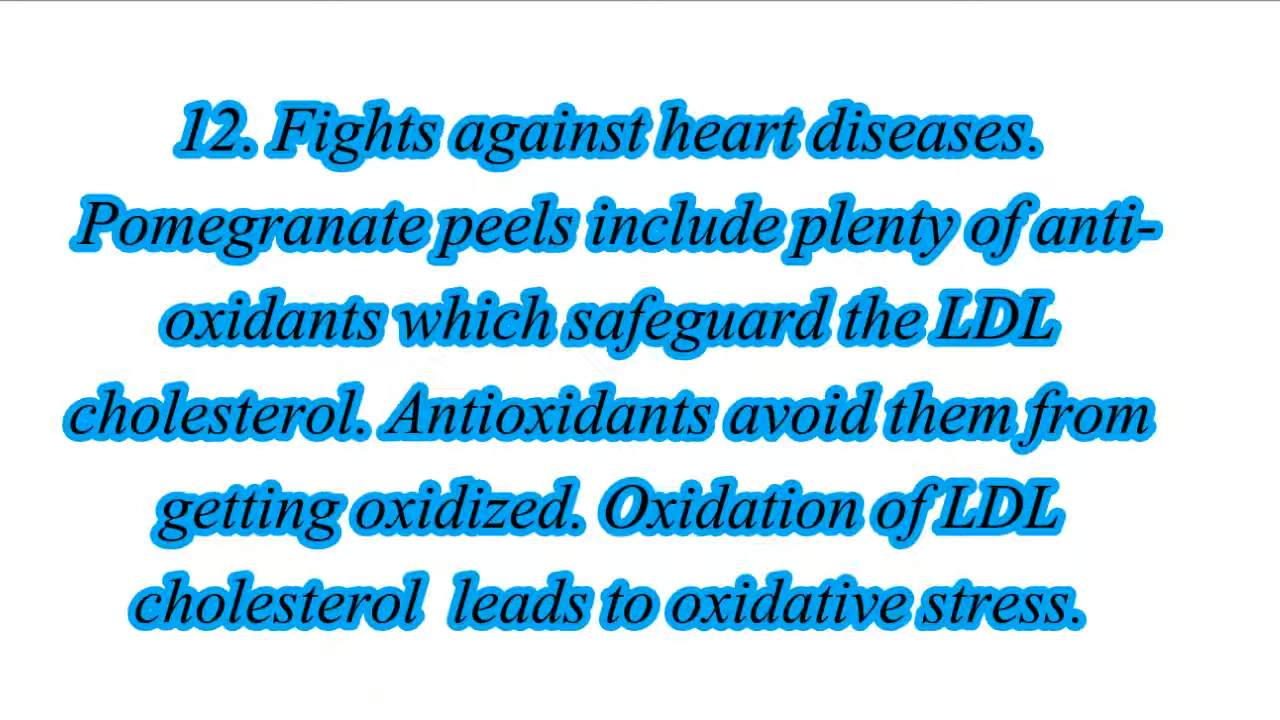 12. Fights against heart diseases.
Pomegranate peels include plenty of anti-
oxidants which safeguard the LDL
cholesterol. Antioxidants avoid them from
getting oxidized. Oxidation of LDL
cholesterol  leads to oxidative stress.